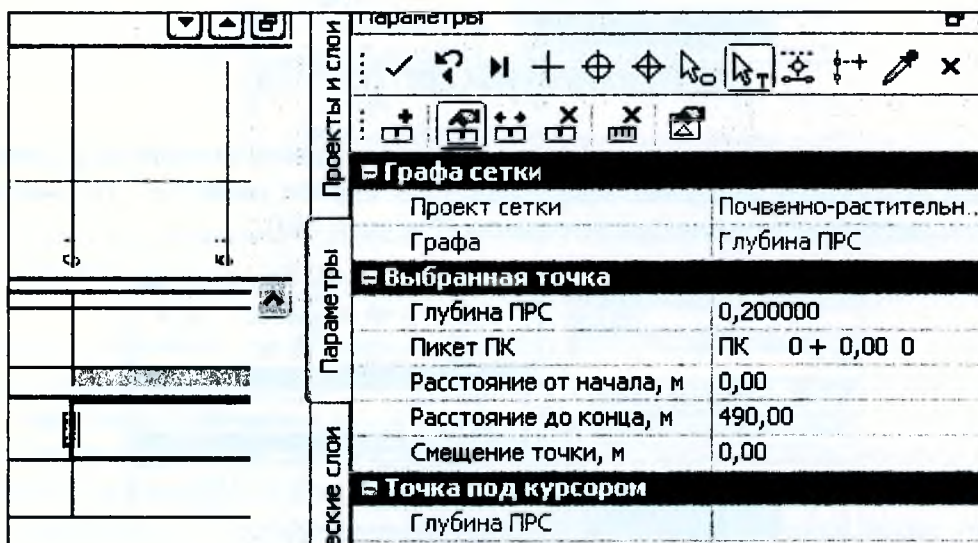 Параметры
Проекты и слои
Параметры
еские слои
Графа сетки
Проект сетки Почвенно-растительн...
Графа Глубина ПРС
Выбранная точка
Глубина ПРС 0,200000
Пикет ПК ПК 0 + 0,00 0
Расстояние от начала, м 0,00
Расстояние до конца, м 490,00
Смещение точки, м 0,00
Точка под курсором
Глубина ПРС